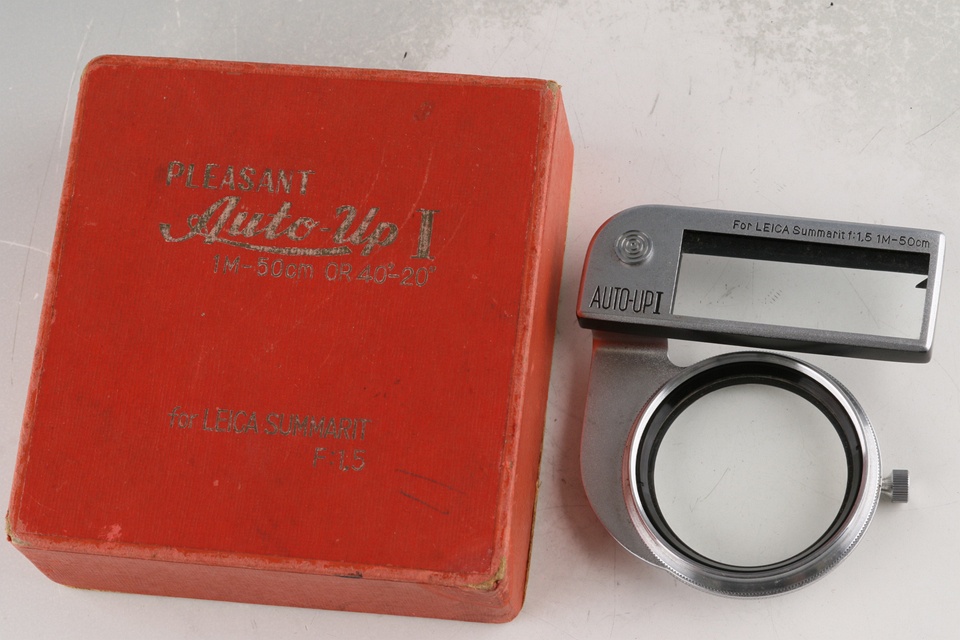 PLEASANT
Auto-Up I
1M-50cm OR 40"-20"
for LEICA.SUMMARIT
F:1.5
For LEICA Summarit f:1.5 1M-50cm
AUTO-UP I